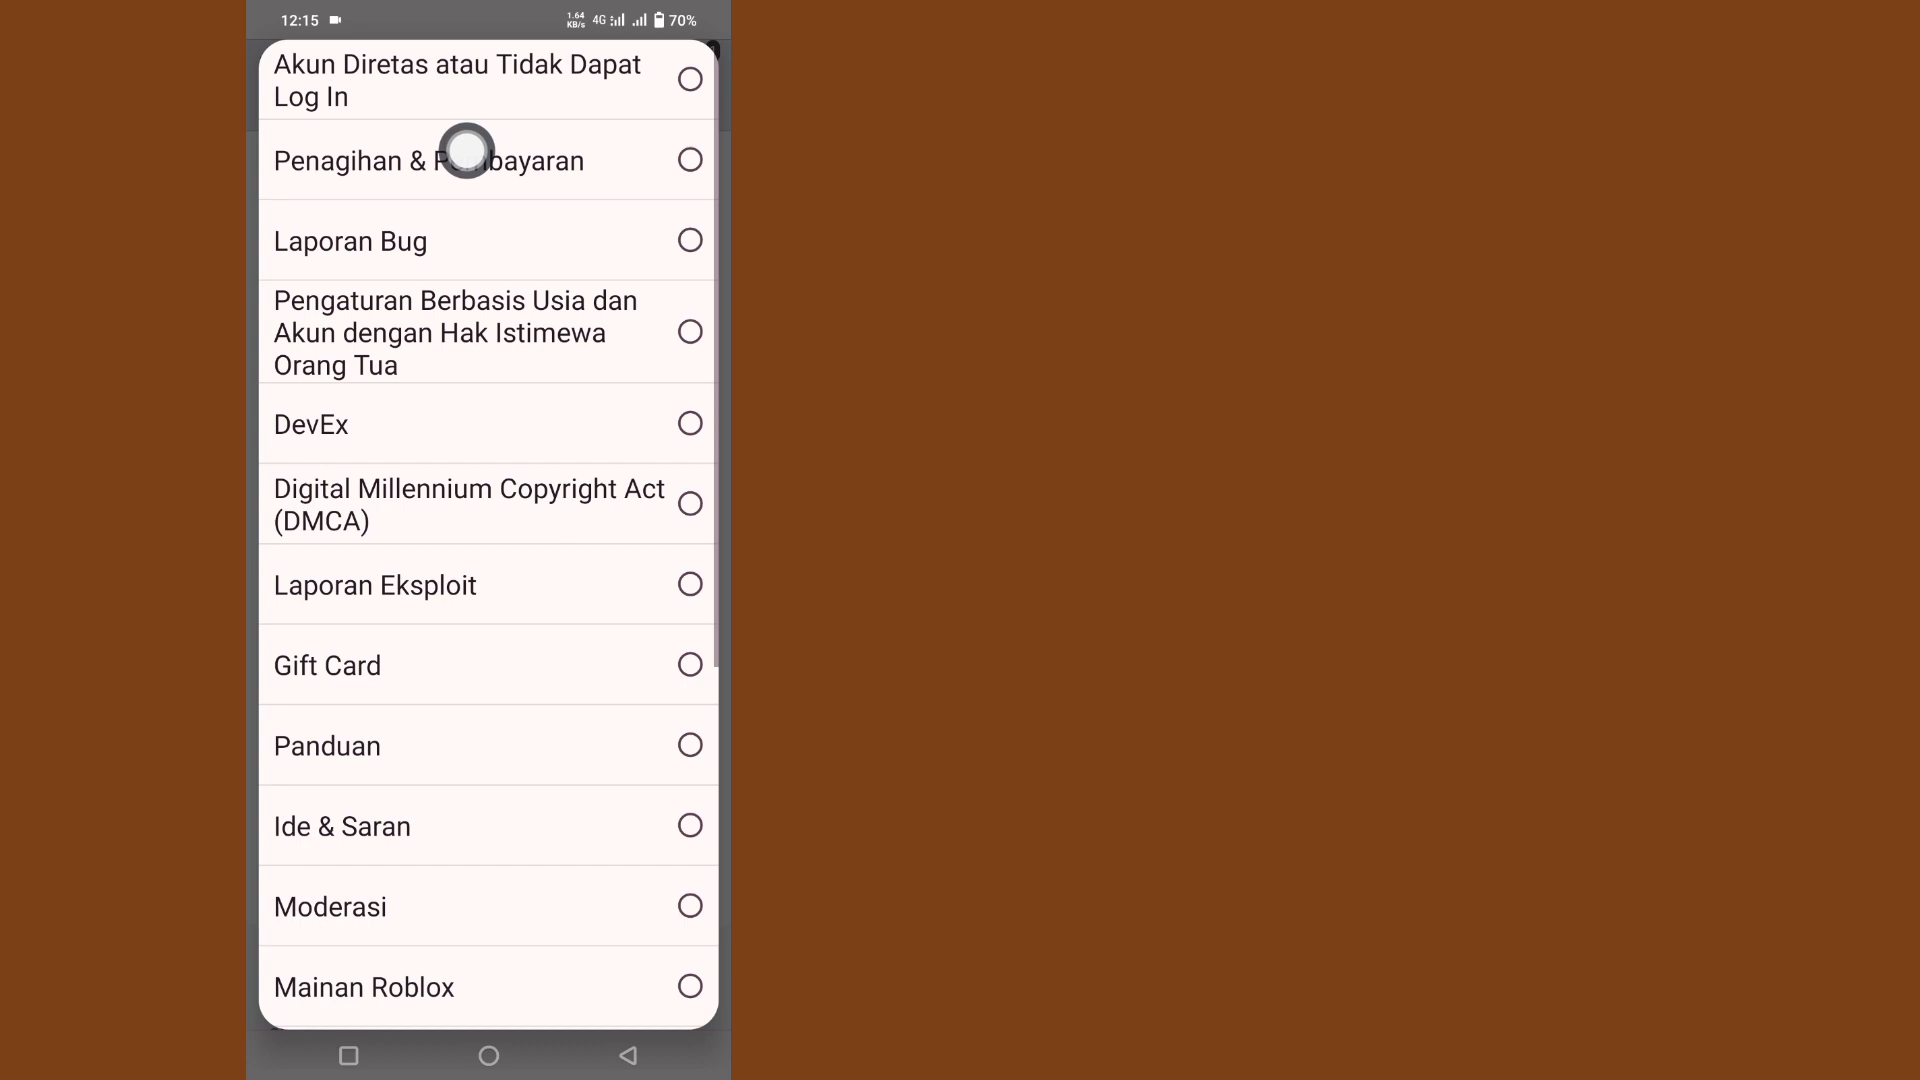 12:15
1.64
KB/s
4G
70%
Akun Diretas atau Tidak Dapat
Log In
Penagihan & Pembayaran
Laporan Bug
Pengaturan Berbasis Usia dan
Akun dengan Hak Istimewa
Orang Tua
DevEx
Digital Millennium Copyright Act
(DMCA)
Laporan Eksploit
Gift Card
Panduan
Ide & Saran
Moderasi
Mainan Roblox